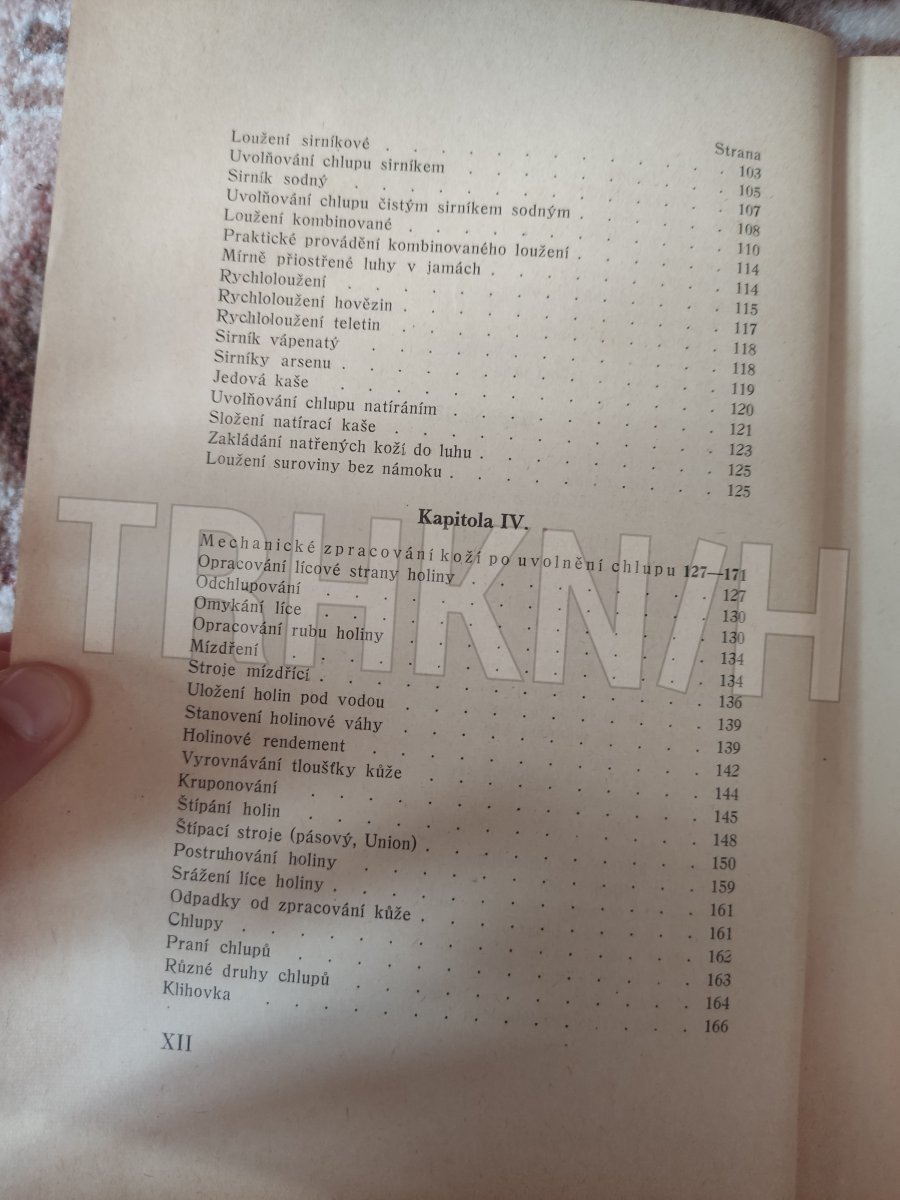 Strana
Loužení sirníkové . . . . . . . . . . . . 103
Uvolňování chlupu sirníkem . . . . . . . . . 105
Sirník sodný . . . . . . . . . . . . . 107
Uvolňování chlupu čistým sirníkem sodným . . . . . 108
Loužení kombinované . . . . . . . . . . . 110
Praktické provádění kombinovaného loužení . . . . . 114
Mírně přiostřené luhy v jamách . . . . . . . . 114
Rychloloužení . . . . . . . . . . . . . 115
Rychloloužení hovězin . . . . . . . . . . . 117
Rychloloužení teletin . . . . . . . . . . . 118
Sirník vápenatý . . . . . . . . . . . . 118
Sirníky arsenu . . . . . . . . . . . . . 119
Jedová kaše . . . . . . . . . . . . . 120
Uvolňování chlupu natíráním . . . . . . . . . 121
Složení natírací kaše . . . . . . . . . . . 123
Zakládání natřených koží do luhu . . . . . . . . 125
Loužení suroviny bez námoku . . . . . . . . . 125
Kapitola IV.
Mechanické zpracování koží po uvolnění chlupu 127—171
Opracování lícové strany holiny . . . . . . . . 127
Odchlupování . . . . . . . . . . . . . 130
Omykání líce . . . . . . . . . . . . . 130
Opracování rubu holiny . . . . . . . . . . 134
Mízdření . . . . . . . . . . . . . . 134
Stroje mízdřící . . . . . . . . . . . . . 136
Uložení holin pod vodou . . . . . . . . . . 139
Stanovení holinové váhy . . . . . . . . . . 139
Holinové rendement . . . . . . . . . . . 142
Vyrovnávání tloušťky kůže . . . . . . . . . 144
Kruponování . . . . . . . . . . . . . 145
Štípání holin . . . . . . . . . . . . . 148
Štípací stroje (pásový, Union) . . . . . . . . . 150
Postruhování holiny . . . . . . . . . . . 159
Srážení líce holiny . . . . . . . . . . . . 161
Odpadky od zpracování kůže . . . . . . . . . 161
Chlupy . . . . . . . . . . . . . . . 162
Praní chlupů . . . . . . . . . . . . . 163
Různé druhy chlupů . . . . . . . . . . . 164
Klihovka . . . . . . . . . . . . . . 166
XII
TRHKN/H